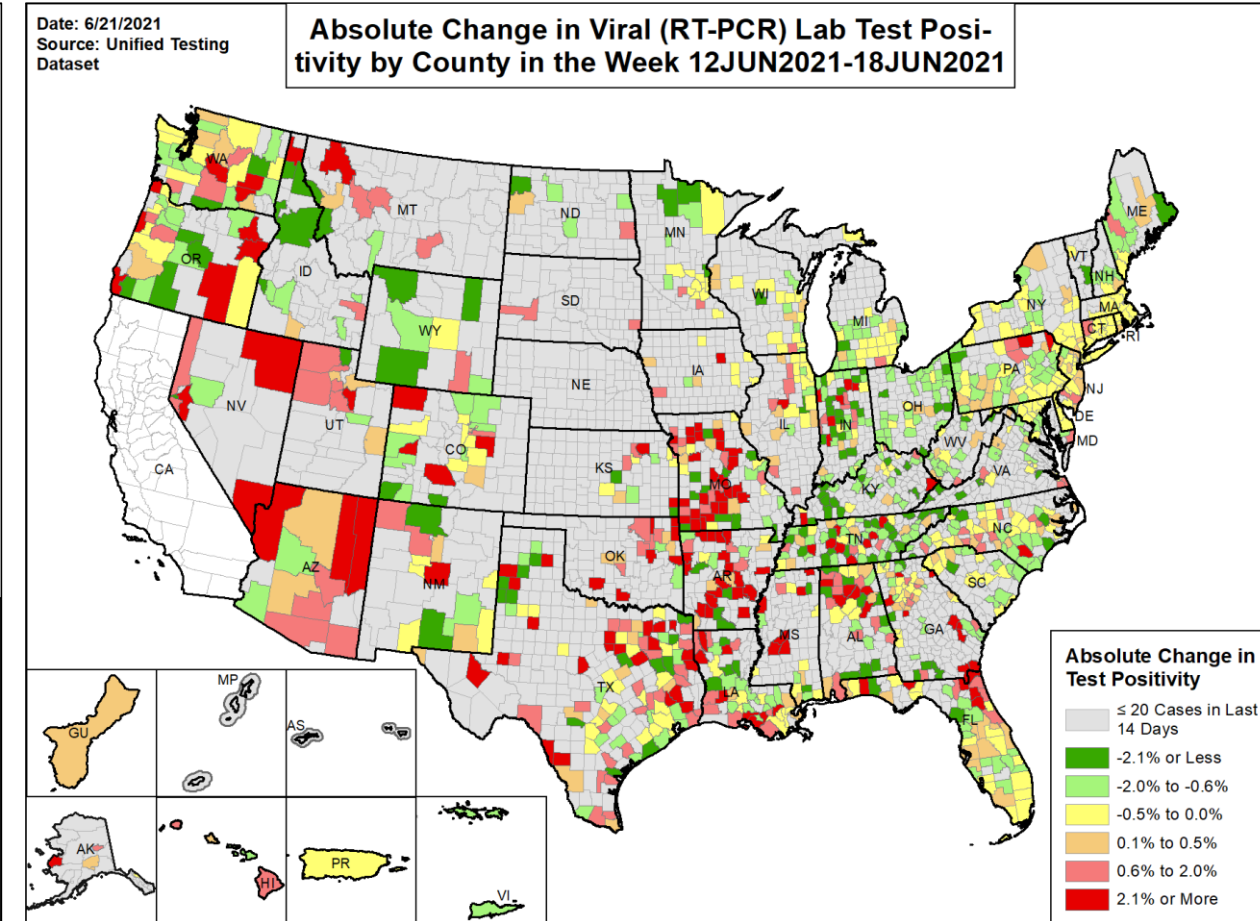 Date: 6/21/2021
Source: Unified Testing
Dataset
Absolute Change in Viral (RT-PCR) Lab Test Posi-
tivity by County in the Week 12JUN2021-18JUN2021
WA
MT
ND
MN
ME
OR
ID
SD
WI
VT
NH
WY
MI
NY
MA
CT
RI
NV
UT
NE
IA
PA
NJ
CO
IL
IN
OH
DE
MD
CA
KS
MO
WV
VA
KY
AZ
NM
OK
AR
TN
NC
SC
TX
LA
MS
AL
GA
FL
GU
MP
AS
AK
HI
PR
VI
Absolute Change in
Test Positivity
≤ 20 Cases in Last
14 Days
-2.1% or Less
-2.0% to -0.6%
-0.5% to 0.0%
0.1% to 0.5%
0.6% to 2.0%
2.1% or More